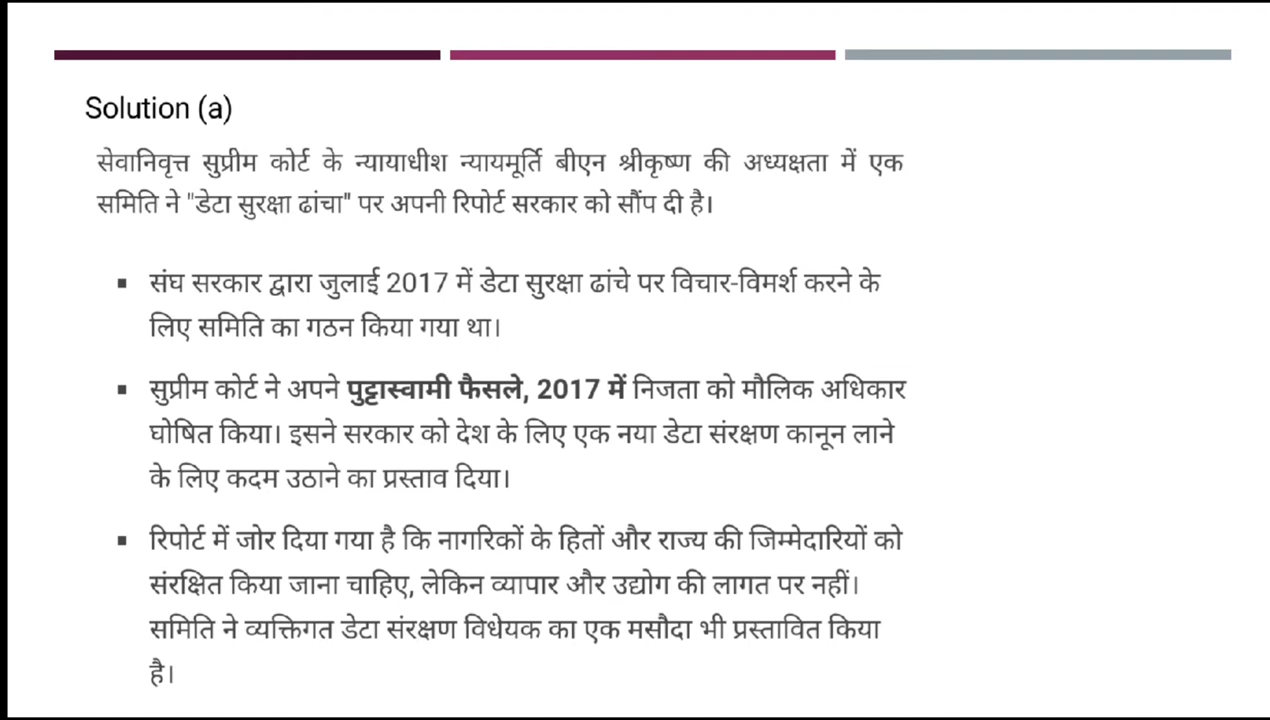 Solution (a)
सेवानिवृत्त सुप्रीम कोर्ट के न्यायाधीश न्यायमूर्ति बीएन श्रीकृष्ण की अध्यक्षता में एक
समिति ने "डेटा सुरक्षा ढांचा" पर अपनी रिपोर्ट सरकार को सौंप दी है।
▪ संघ सरकार द्वारा जुलाई 2017 में डेटा सुरक्षा ढांचे पर विचार-विमर्श करने के
लिए समिति का गठन किया गया था।
▪ सुप्रीम कोर्ट ने अपने पुट्टास्वामी फैसले, 2017 में निजता को मौलिक अधिकार
घोषित किया। इसने सरकार को देश के लिए एक नया डेटा संरक्षण कानून लाने
के लिए कदम उठाने का प्रस्ताव दिया।
▪ रिपोर्ट में जोर दिया गया है कि नागरिकों के हितों और राज्य की जिम्मेदारियों को
संरक्षित किया जाना चाहिए, लेकिन व्यापार और उद्योग की लागत पर नहीं।
समिति ने व्यक्तिगत डेटा संरक्षण विधेयक का एक मसौदा भी प्रस्तावित किया
है।